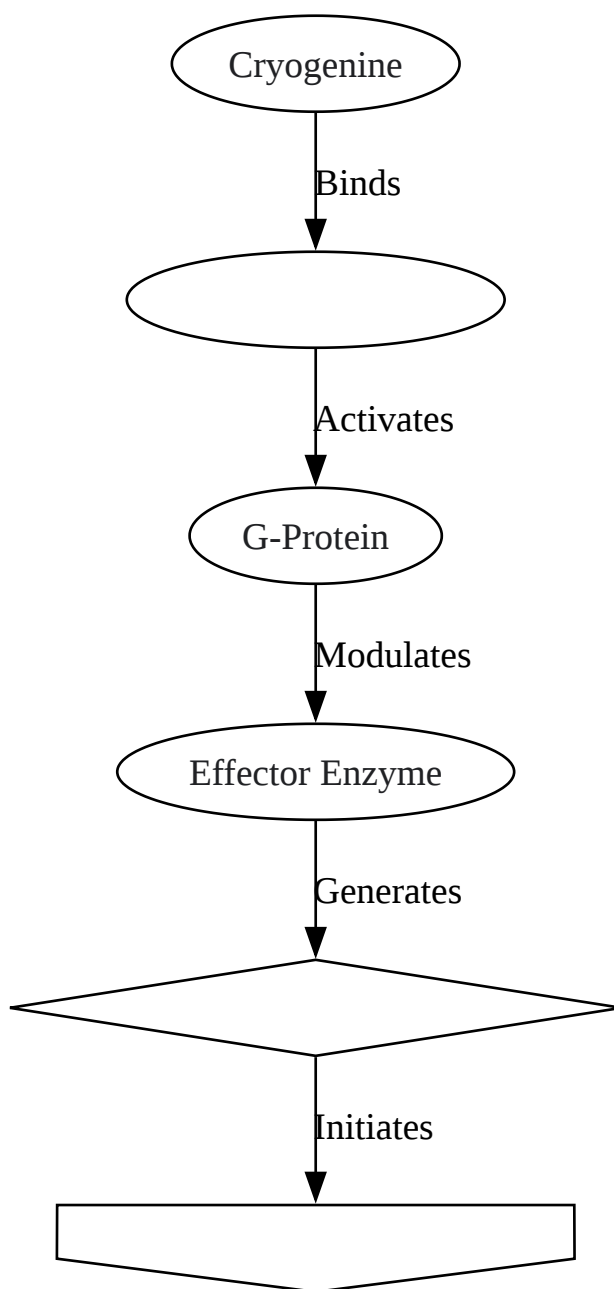 Cryogenine
Binds
Activates
G-Protein
Modulates
Effector Enzyme
Generates
Initiates